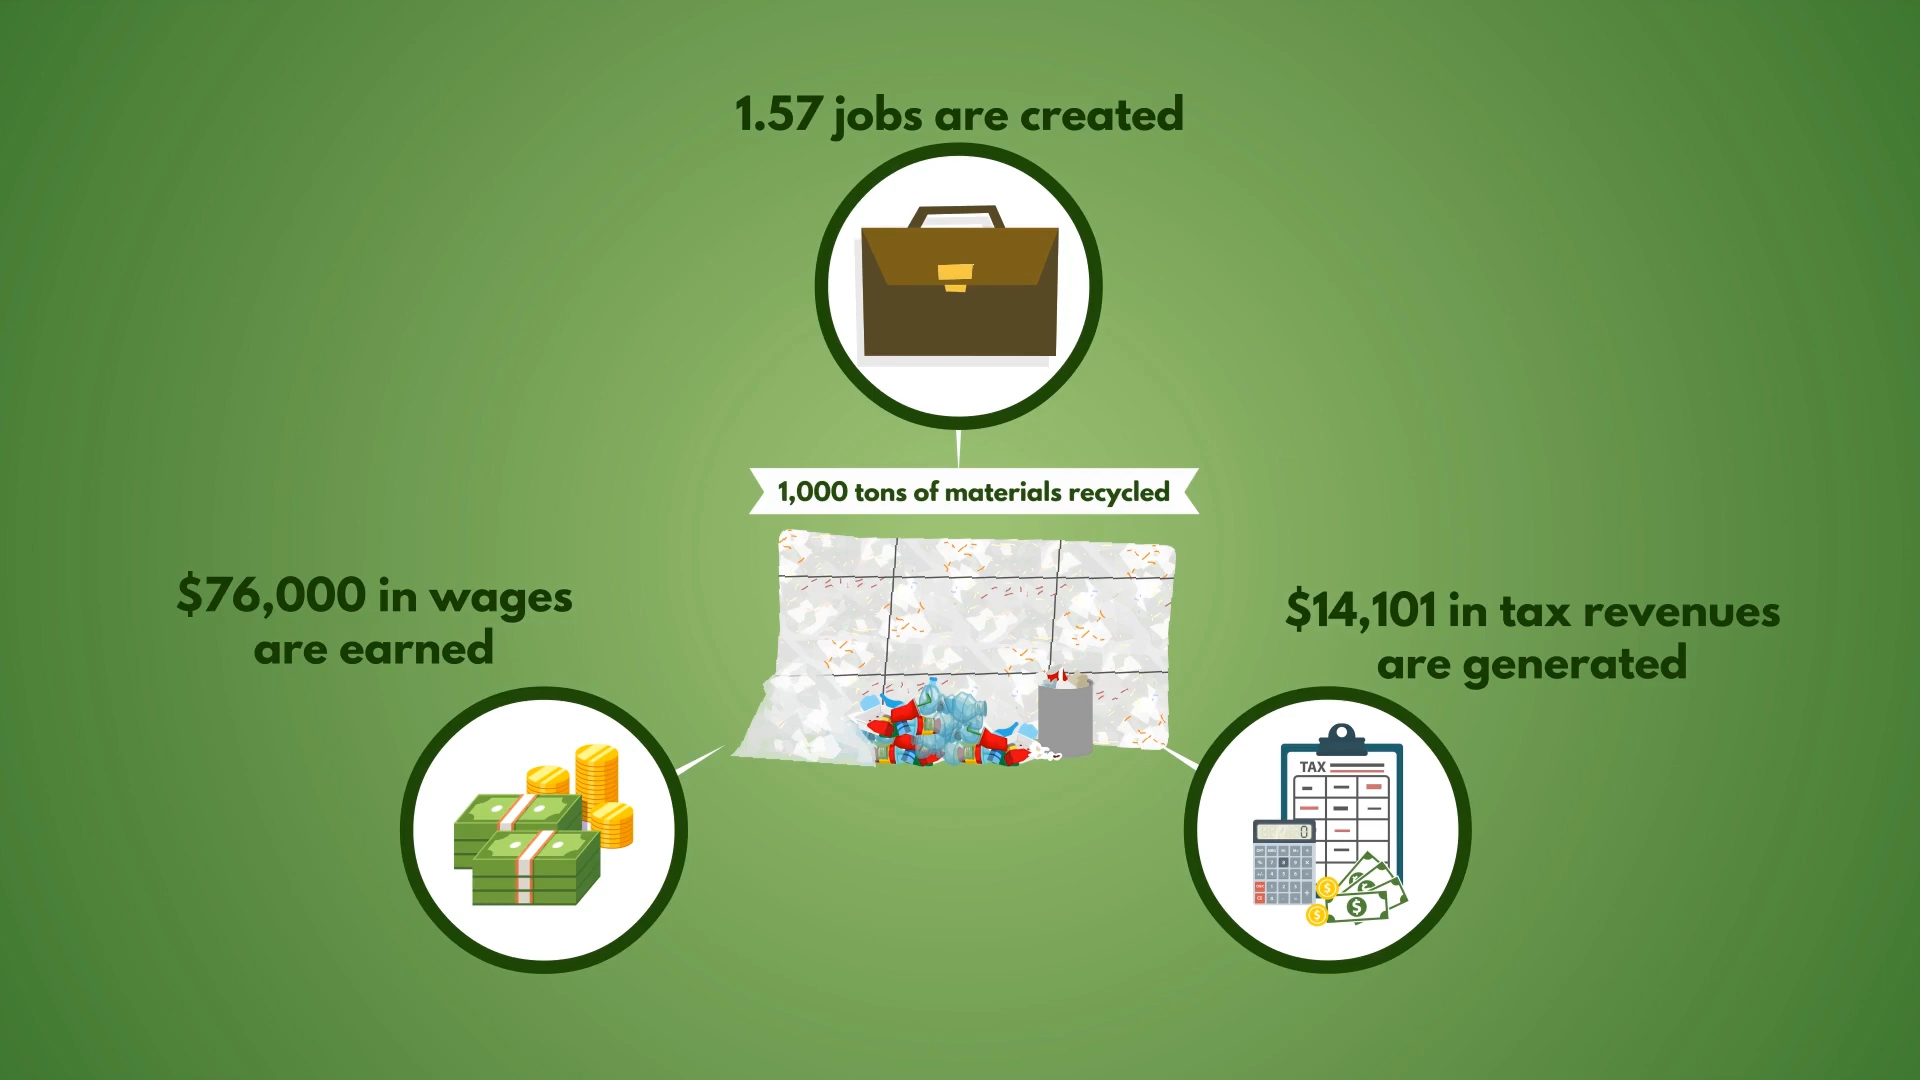 1.57 jobs are created
1,000 tons of materials recycled
$76,000 in wages
are earned
$14,101 in tax revenues
are generated
TAX
0
$
$
$